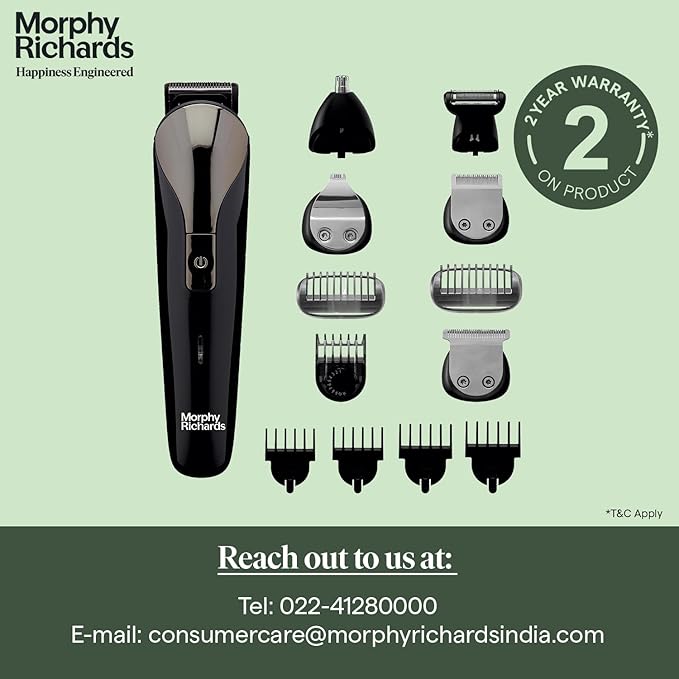 Morphy
Richards
Happiness Engineered
2 YEAR WARRANTY*
2
ON PRODUCT
Morphy
Richards
*T&C Apply
Reach out to us at:
Tel: 022-41280000
E-mail: consumercare@morphyrichardsindia.com